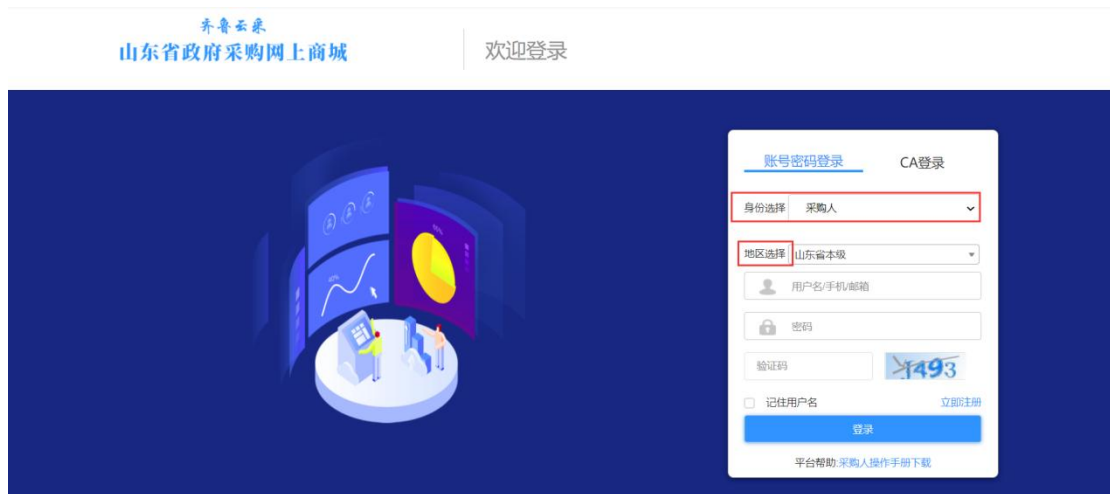 齐鲁云采
山东省政府采购网上商城
欢迎登录
账号密码登录 CA登录
身份选择 采购人
地区选择 山东省本级
用户名/手机/邮箱
密码
验证码
记住用户名 立即注册
登录
平台帮助:采购人操作手册下载